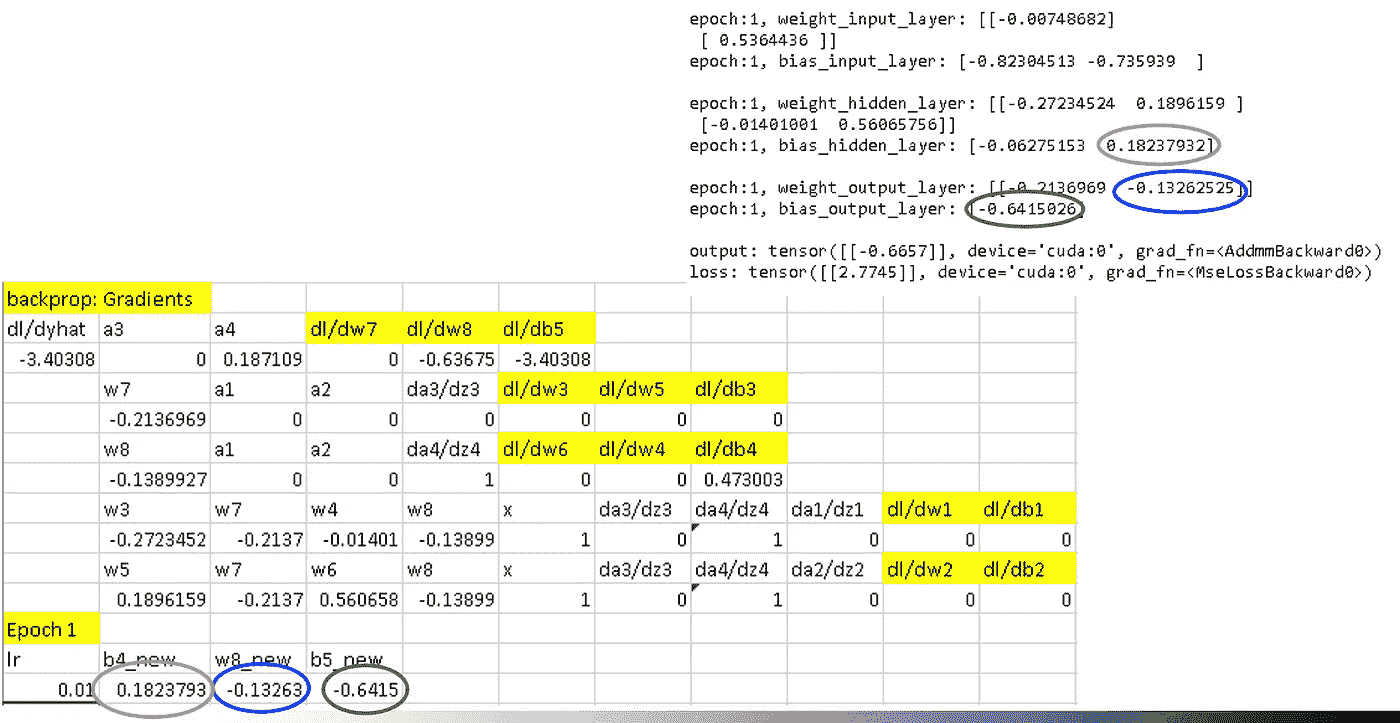 epoch:1, weight_input_layer: [[-0.00748682]
[ 0.5364436 ]]
epoch:1, bias_input_layer: [-0.82304513 -0.735939  ]
epoch:1, weight_hidden_layer: [[-0.27234524  0.1896159 ]
[-0.01401001  0.56065756]]
epoch:1, bias_hidden_layer: [-0.06275153  0.18237932]
epoch:1, weight_output_layer: [[-0.2136969  -0.13262525]]
epoch:1, bias_output_layer: [-0.6415026]
output: tensor([[-0.6657]], device='cuda:0', grad_fn=<AddmmBackward0>)
loss: tensor([[2.7745]], device='cuda:0', grad_fn=<MseLossBackward0>)
backprop: Gradients
dl/dyhat a3 a4 dl/dw7 dl/dw8 dl/db5
-3.40308 0 0.187109 0 -0.63675 -3.40308
w7 a1 a2 da3/dz3 dl/dw3 dl/dw5 dl/db3
-0.2136969 0 0 0 0 0 0
w8 a1 a2 da4/dz4 dl/dw6 dl/dw4 dl/db4
-0.1389927 0 0 1 0 0 0.473003
w3 w7 w4 w8 x da3/dz3 da4/dz4 da1/dz1 dl/dw1 dl/db1
-0.2723452 -0.2137 -0.01401 -0.13899 1 0 1 0 0 0
w5 w7 w6 w8 x da3/dz3 da4/dz4 da2/dz2 dl/dw2 dl/db2
0.1896159 -0.2137 0.560658 -0.13899 1 0 1 0 0 0
Epoch 1
lr b4_new w8_new b5_new
0.01 0.1823793 -0.13263 -0.6415